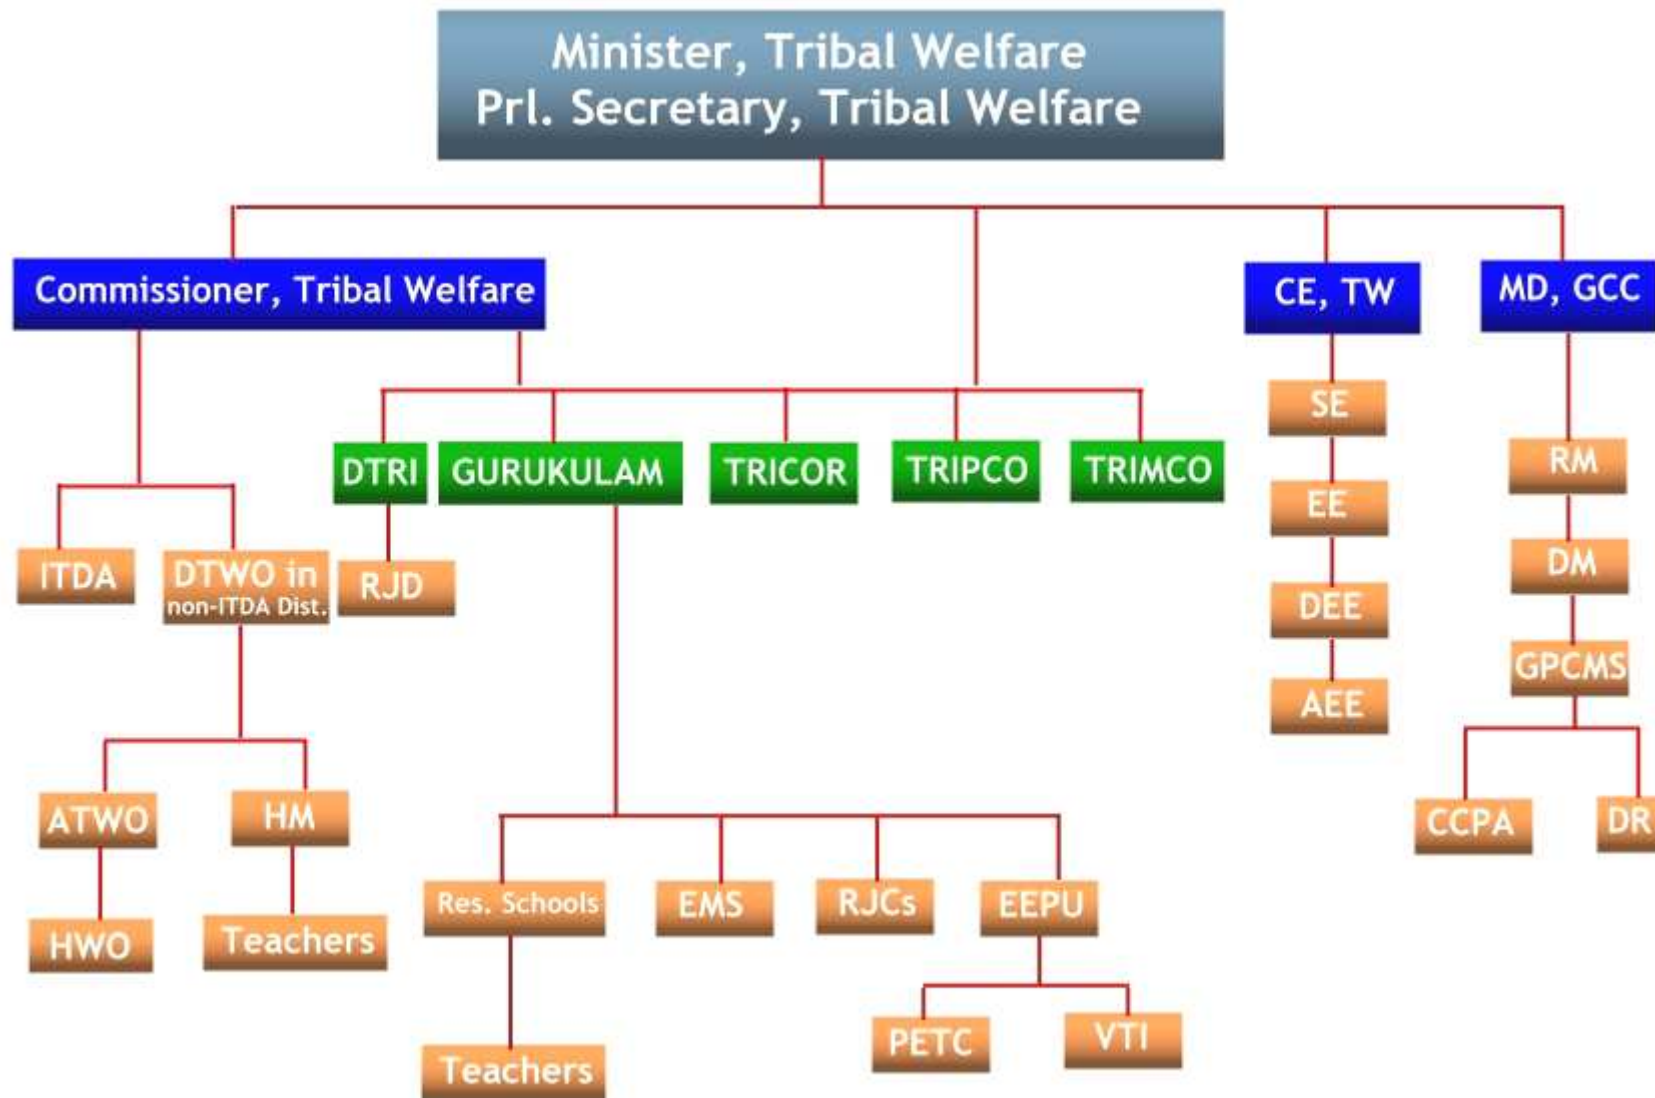 Minister, Tribal Welfare
Prl. Secretary, Tribal Welfare
Commissioner, Tribal Welfare
CE, TW
MD, GCC
SE
DTRI
GURUKULAM
TRICOR
TRIPCO
TRIMCO
RM
EE
ITDA
DTWO in
non-ITDA Dist.
RJD
DM
DEE
GPCMS
AEE
ATWO
HM
CCPA
DR
Res. Schools
EMS
RJCs
EEPU
HWO
Teachers
PETC
VTI
Teachers